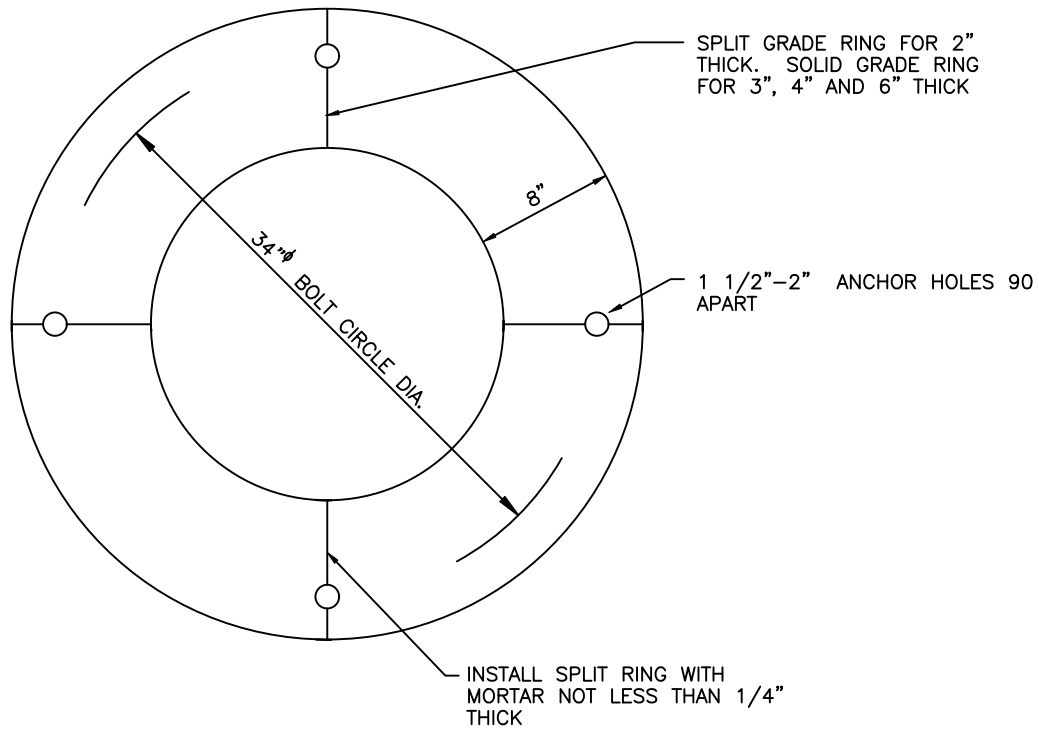 SPLIT GRADE RING FOR 2”
THICK. SOLID GRADE RING
FOR 3”, 4” AND 6” THICK
8”
34”ϕ BOLT CIRCLE DIA.
1 1/2”–2” ANCHOR HOLES 90
APART
INSTALL SPLIT RING WITH
MORTAR NOT LESS THAN 1/4”
THICK